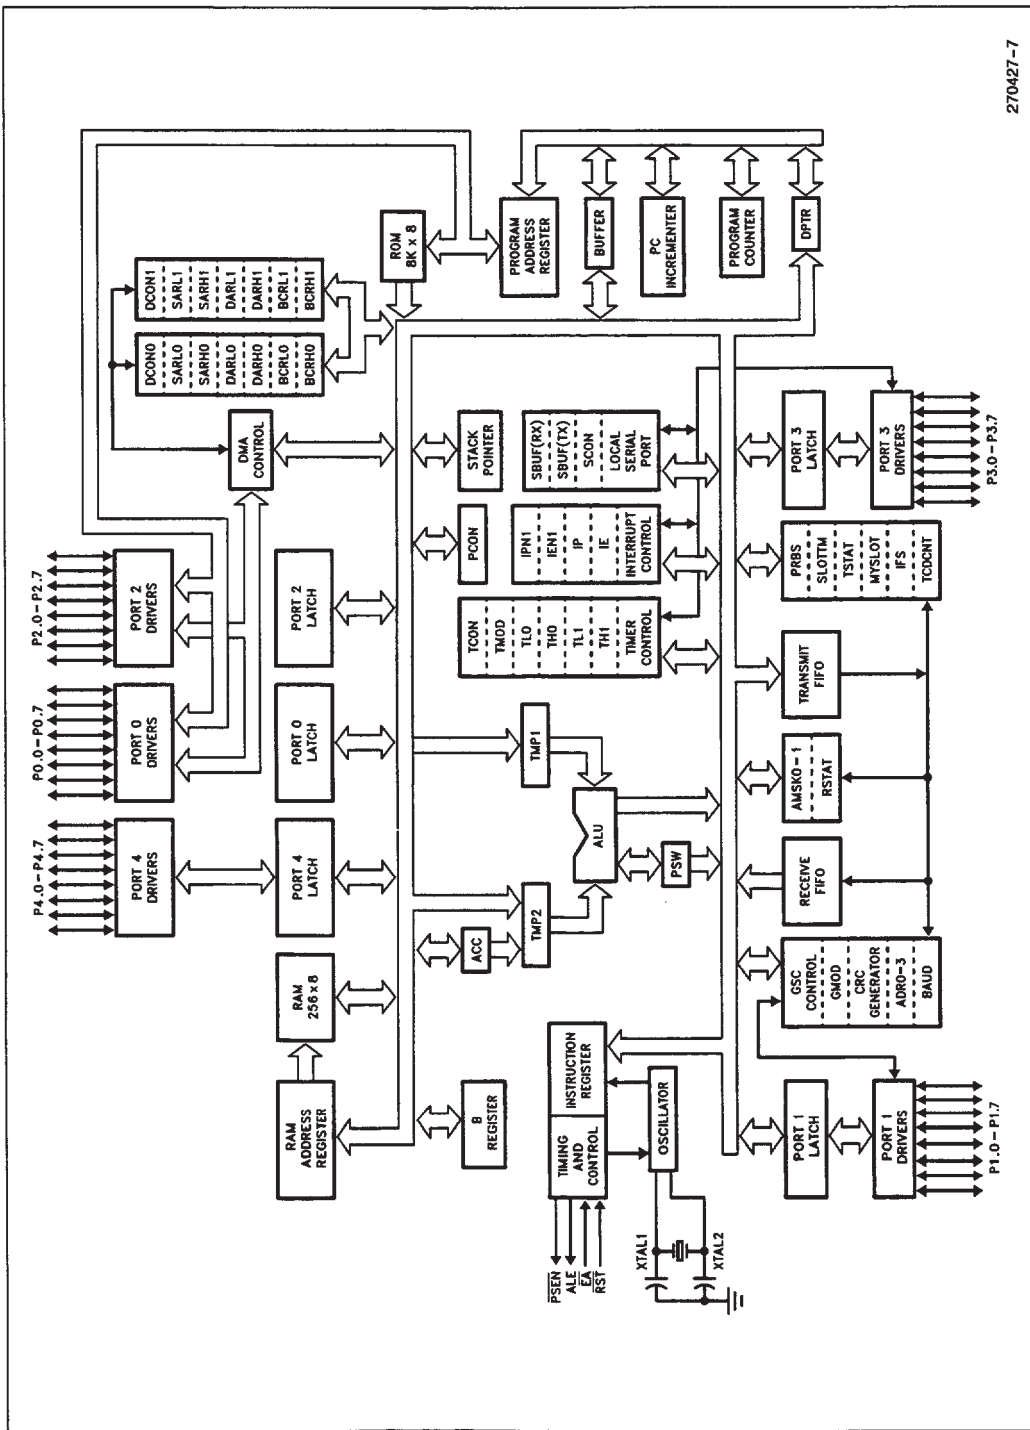 P4.0-P4.7
P0.0-P0.7
P2.0-P2.7
PORT 4
DRIVERS
PORT 0
DRIVERS
PORT 2
DRIVERS
DMA
CONTROL
DCON0
SARL0
SARH0
DARL0
DARH0
BCRL0
BCRH0
DCON1
SARL1
SARH1
DARL1
DARH1
BCRL1
BCRH1
RAM
ADDRESS
REGISTER
RAM
256 x 8
PORT 4
LATCH
PORT 0
LATCH
PORT 2
LATCH
ROM
8K x 8
B
REGISTER
ACC
PCON
STACK
POINTER
PROGRAM
ADDRESS
REGISTER
TMP2
TMP1
TCON
TMOD
TL0
TH0
TL1
TH1
TIMER
CONTROL
IPN1
IEN1
IP
IE
INTERRUPT
CONTROL
SBUF(RX)
SBUF(TX)
SCON
LOCAL
SERIAL
PORT
BUFFER
ALU
PC
INCREMENTER
PSEN
ALE
EA
RST
TIMING
AND
CONTROL
INSTRUCTION
REGISTER
OSCILLATOR
PSW
PROGRAM
COUNTER
XTAL1
XTAL2
DPTR
PORT 1
LATCH
GSC
CONTROL
GMOD
CRC
GENERATOR
ADR0-3
BAUD
RECEIVE
FIFO
AMSK0-1
RSTAT
TRANSMIT
FIFO
PRBS
SLOTTM
TSTAT
MYSLOT
IFS
TCDCNT
PORT 3
LATCH
PORT 1
DRIVERS
PORT 3
DRIVERS
P1.0-P1.7
P3.0-P3.7
270427-7